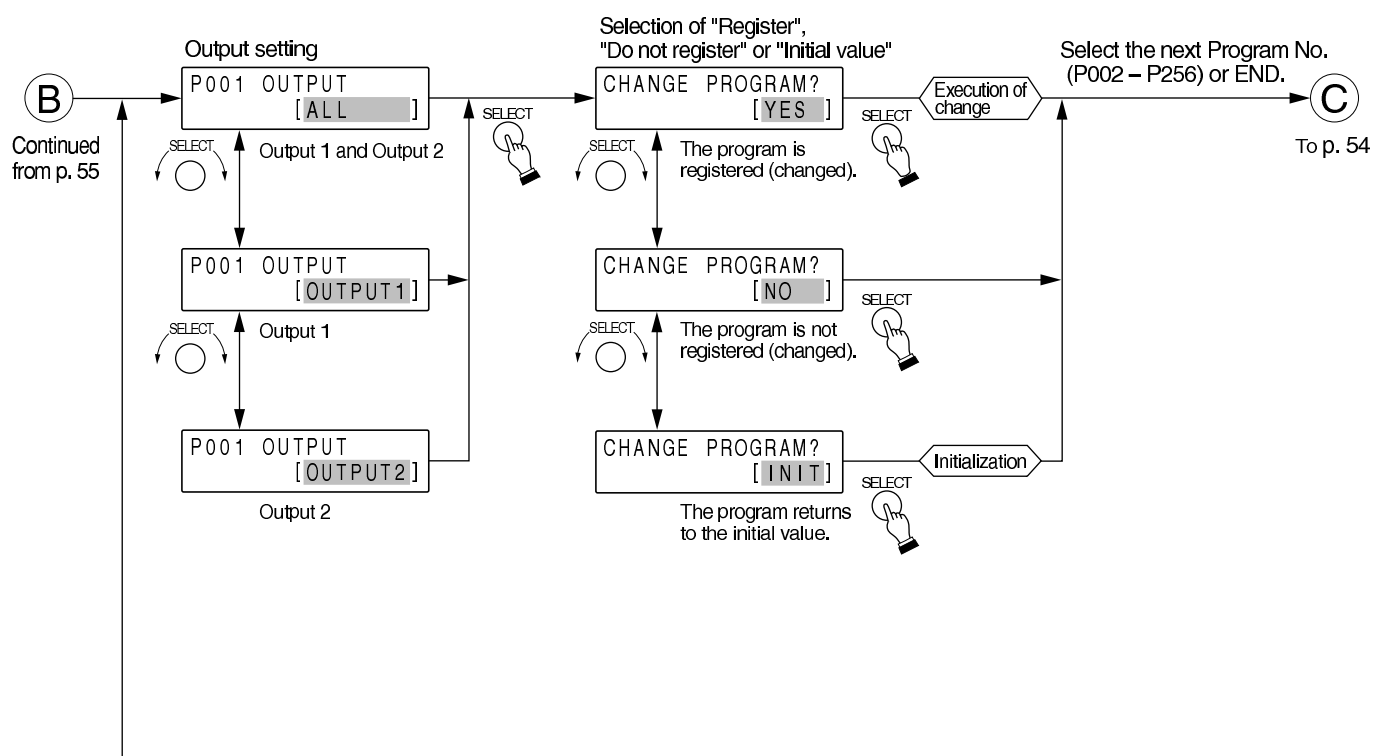 Output setting
Selection of "Register",
"Do not register" or "Initial value"
Select the next Program No.
(P002 – P256) or END.
B
Continued
from p. 55
P001 OUTPUT
[ALL ]
SELECT
Output 1 and Output 2
SELECT
CHANGE PROGRAM?
[YES ]
SELECT
The program is
registered (changed).
SELECT
Execution of
change
C
To p. 54
P001 OUTPUT
[OUTPUT1]
SELECT
Output 1
CHANGE PROGRAM?
[NO ]
SELECT
The program is not
registered (changed).
SELECT
P001 OUTPUT
[OUTPUT2]
Output 2
CHANGE PROGRAM?
[INIT]
The program returns
to the initial value.
SELECT
Initialization